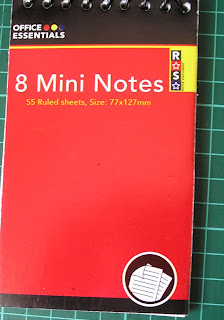 OFFICE
ESSENTIALS
8 Mini Notes
55 Ruled sheets, Size: 77x127mm
R
S